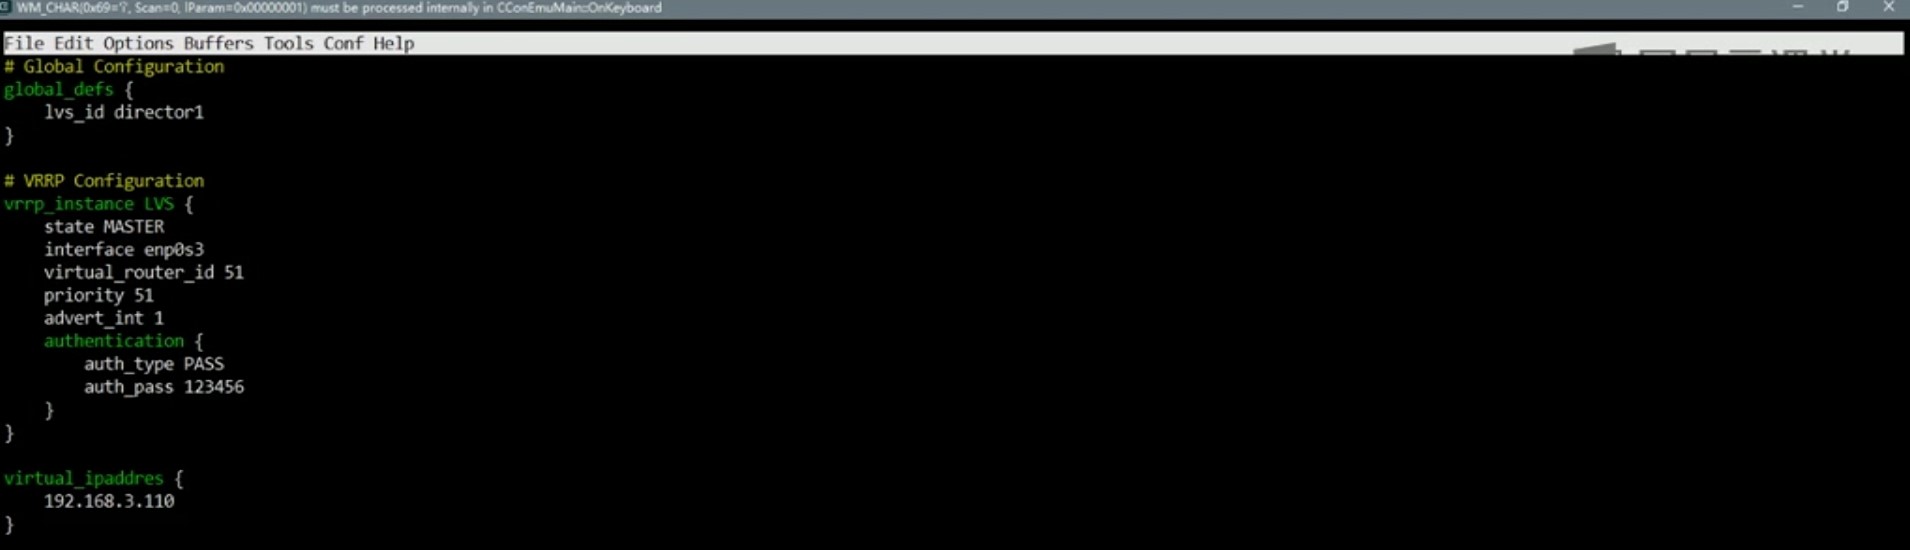 WM_CHAR(0x69='i', Scan=0, lParam=0x00000001) must be processed internally in CConEmuMain::OnKeyboard
File Edit Options Buffers Tools Conf Help
# Global Configuration
global_defs {
    lvs_id director1
}
# VRRP Configuration
vrrp_instance LVS {
    state MASTER
    interface enp0s3
    virtual_router_id 51
    priority 51
    advert_int 1
    authentication {
        auth_type PASS
        auth_pass 123456
    }
}
virtual_ipaddres {
    192.168.3.110
}